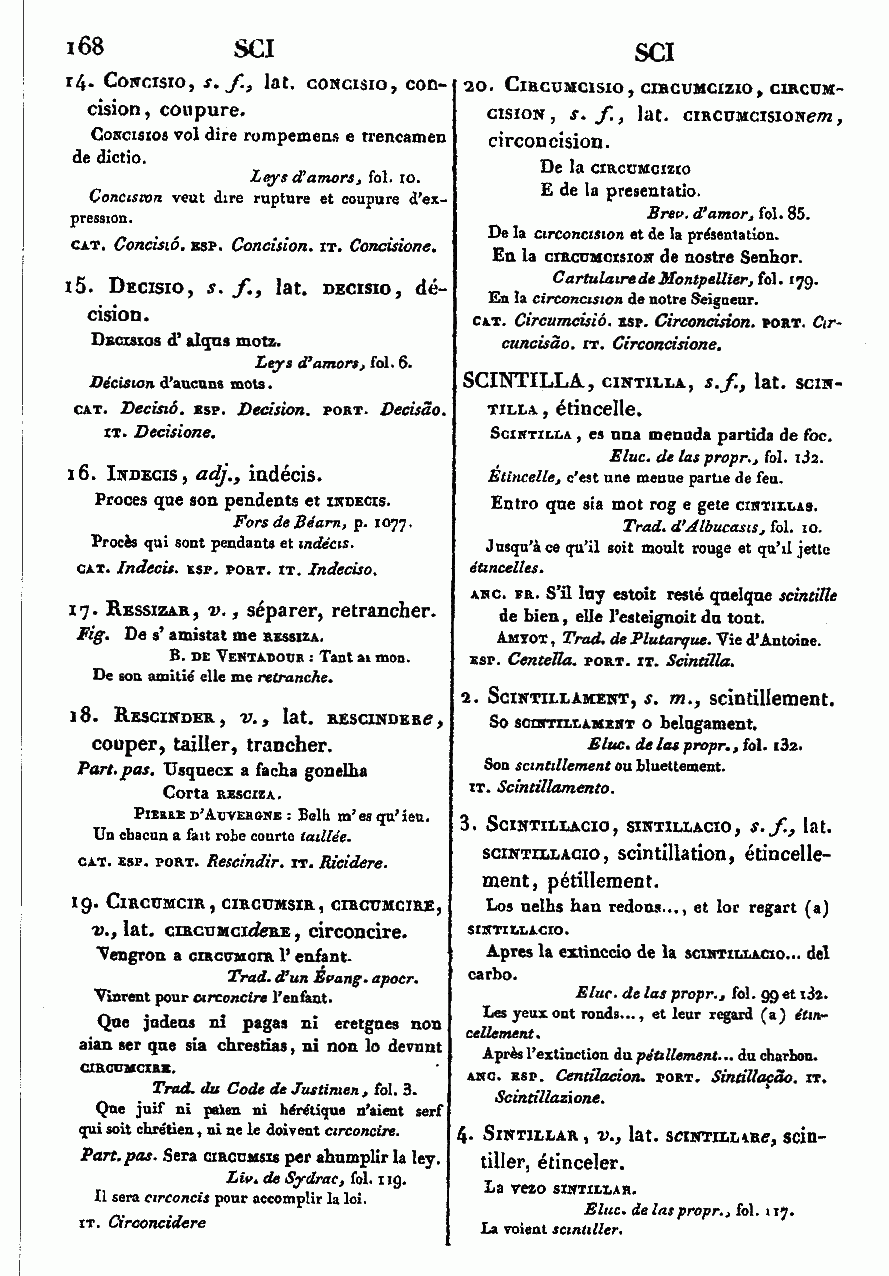 168 SCI SCI
14. Concisio, s. f., lat. concisio, con-
cision, coupure.
Concisios vol dire rompemens e trencamen
de dictio.
Leys d'amors, fol. 10.
Concision veut dire rupture et coupure d'ex-
pression.
cat. Concisió. esp. Concision. it. Concisione.
15. Decisio, s. f., lat. decisio, dé-
cision.
Decisios d'alqus motz.
Leys d'amors, fol. 6.
Décision d'aucuns mots.
cat. Decisió. esp. Decision. port. Decisão.
it. Decisione.
16. Indecis, adj., indécis.
Proces que son pendents et indecis.
Fors de Béarn, p. 1077.
Procès qui sont pendants et indécis.
cat. Indecis. esp. port. it. Indeciso.
17. Ressizar, v., séparer, retrancher.
Fig. De s'amistat me ressiza.
B. de Ventadour : Tant ai mon.
De son amitié elle me retranche.
18. Rescinder, v., lat. rescindere,
couper, tailler, trancher.
Part. pas. Usquecx a facha gonelha
Corta resciza.
Pierre d'Auvergne : Belh m'es qu'ieu.
Un chacun a fait robe courte taillée.
cat. esp. port. Rescindir. it. Ricidere.
19. Circumcir, circumsir, circumcire,
v., lat. circumcidere, circoncire.
Vengron a circumcir l'enfant.
Trad. d'un Évang. apocr.
Vinrent pour circoncire l'enfant.
Que judeus ni pagas ni eretgues non
aian ser que sia chrestias, ni non lo devunt
circumcire.
Trad. du Code de Justinien, fol. 3.
Que juif ni païen ni hérétique n'aient serf
qui soit chrétien, ni ne le doivent circoncire.
Part. pas. Sera circumsis per ahumplir la ley.
Liv. de Sydrac, fol. 119.
Il sera circoncis pour accomplir la loi.
it. Circoncidere
20. Circumcisio, circumcizio, circum-
cision, s. f., lat. circumcisionem,
circoncision.
De la circumcizio
E de la presentatio.
Brev. d'amor, fol. 85.
De la circoncision et de la présentation.
En la circumcision de nostre Senhor.
Cartulaire de Montpellier, fol. 179.
En la circoncision de notre Seigneur.
cat. Circumcisió. esp. Circoncision. port. Cir-
cuncisão. it. Circoncisione.
SCINTILLA, cintilla, s. f., lat. scin-
tilla, étincelle.
Scintilla, es una menuda partida de foc.
Eluc. de las propr., fol. 132.
Étincelle, c'est une menue partie de feu.
Entro que sia mot rog e gete cintillas.
Trad. d'Albucasis, fol. 10.
Jusqu'à ce qu'il soit moult rouge et qu'il jette
étincelles.
anc. fr. S'il luy estoit resté quelque scintille
de bien, elle l'esteignoit du tout.
Amyot, Trad. de Plutarque. Vie d'Antoine.
esp. Centella. port. it. Scintilla.
2. Scintillament, s. m., scintillement.
So scintillament o belugament.
Eluc. de las propr., fol. 132.
Son scintillement ou bluettement.
it. Scintillamento.
3. Scintillacio, sintillacio, s. f., lat.
scintillacio, scintillation, étincelle-
ment, pétillement.
Los uelhs han redons..., et lor regart (a)
sintillacio.
Apres la extinccio de la scintillacio... del
carbo.
Eluc. de las propr., fol. 99 et 132.
Les yeux ont ronds..., et leur regard (a) étin-
cellement.
Après l'extinction du pétillement... du charbon.
anc. esp. Centilacion. port. Sintillação. it.
Scintillazione.
4. Sintillar, v., lat. scintillare, scin-
tiller, étinceler.
La vezo sintillar.
Eluc. de las propr., fol. 117.
La voient scintiller.